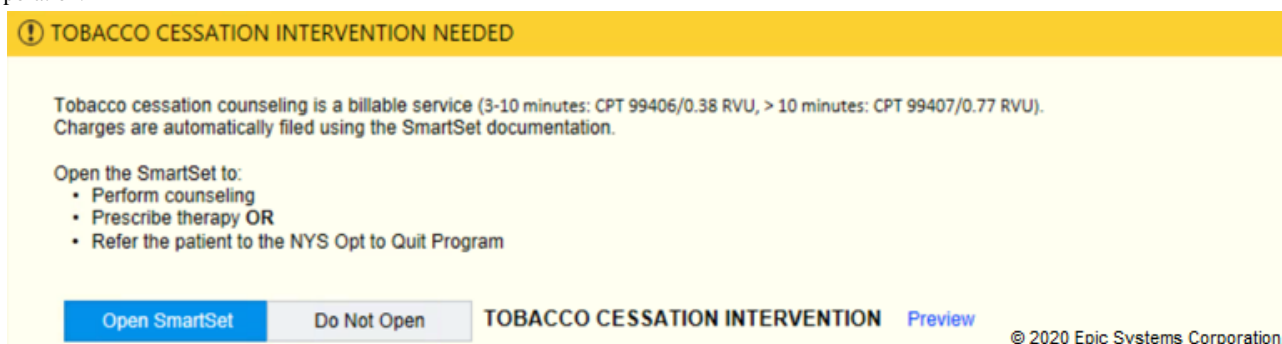 TOBACCO CESSATION INTERVENTION NEEDED
Tobacco cessation counseling is a billable service (3-10 minutes: CPT 99406/0.38 RVU, > 10 minutes: CPT 99407/0.77 RVU).
Charges are automatically filed using the SmartSet documentation.
Open the SmartSet to:
• Perform counseling
• Prescribe therapy OR
• Refer the patient to the NYS Opt to Quit Program
Open SmartSet Do Not Open TOBACCO CESSATION INTERVENTION Preview
© 2020 Epic Systems Corporation